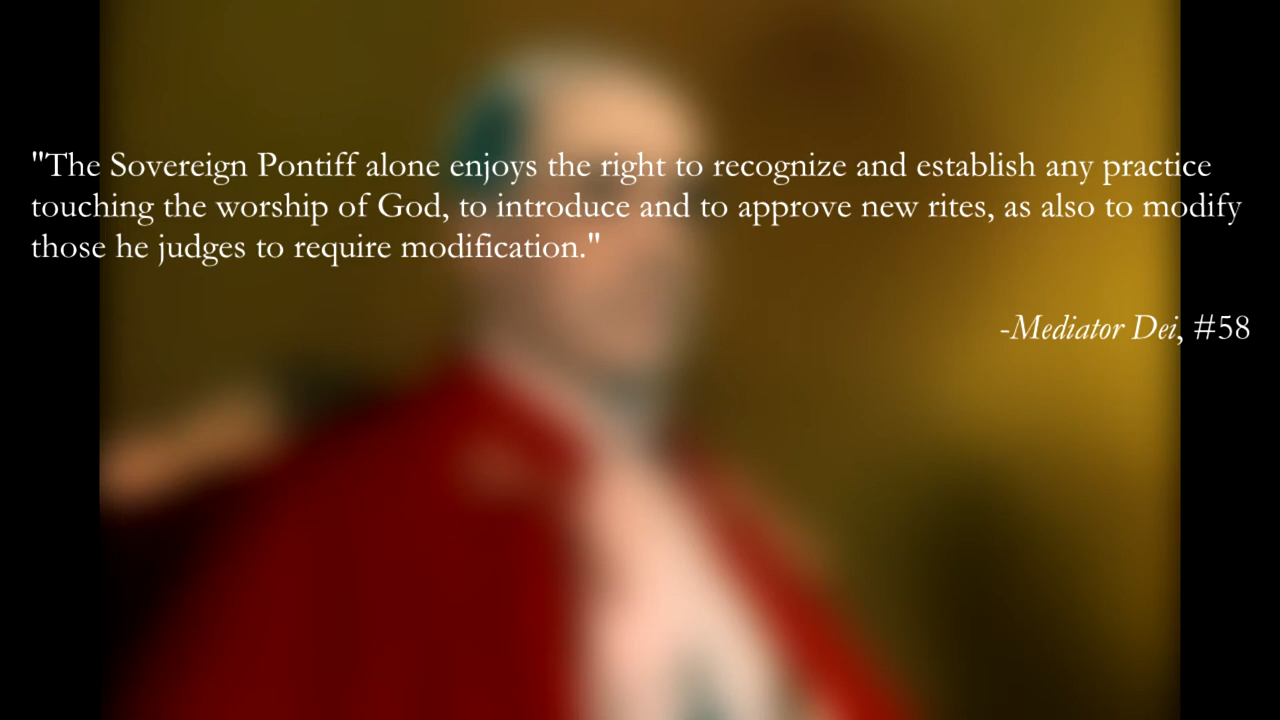 "The Sovereign Pontiff alone enjoys the right to recognize and establish any practice
touching the worship of God, to introduce and to approve new rites, as also to modify
those he judges to require modification."
-Mediator Dei, #58